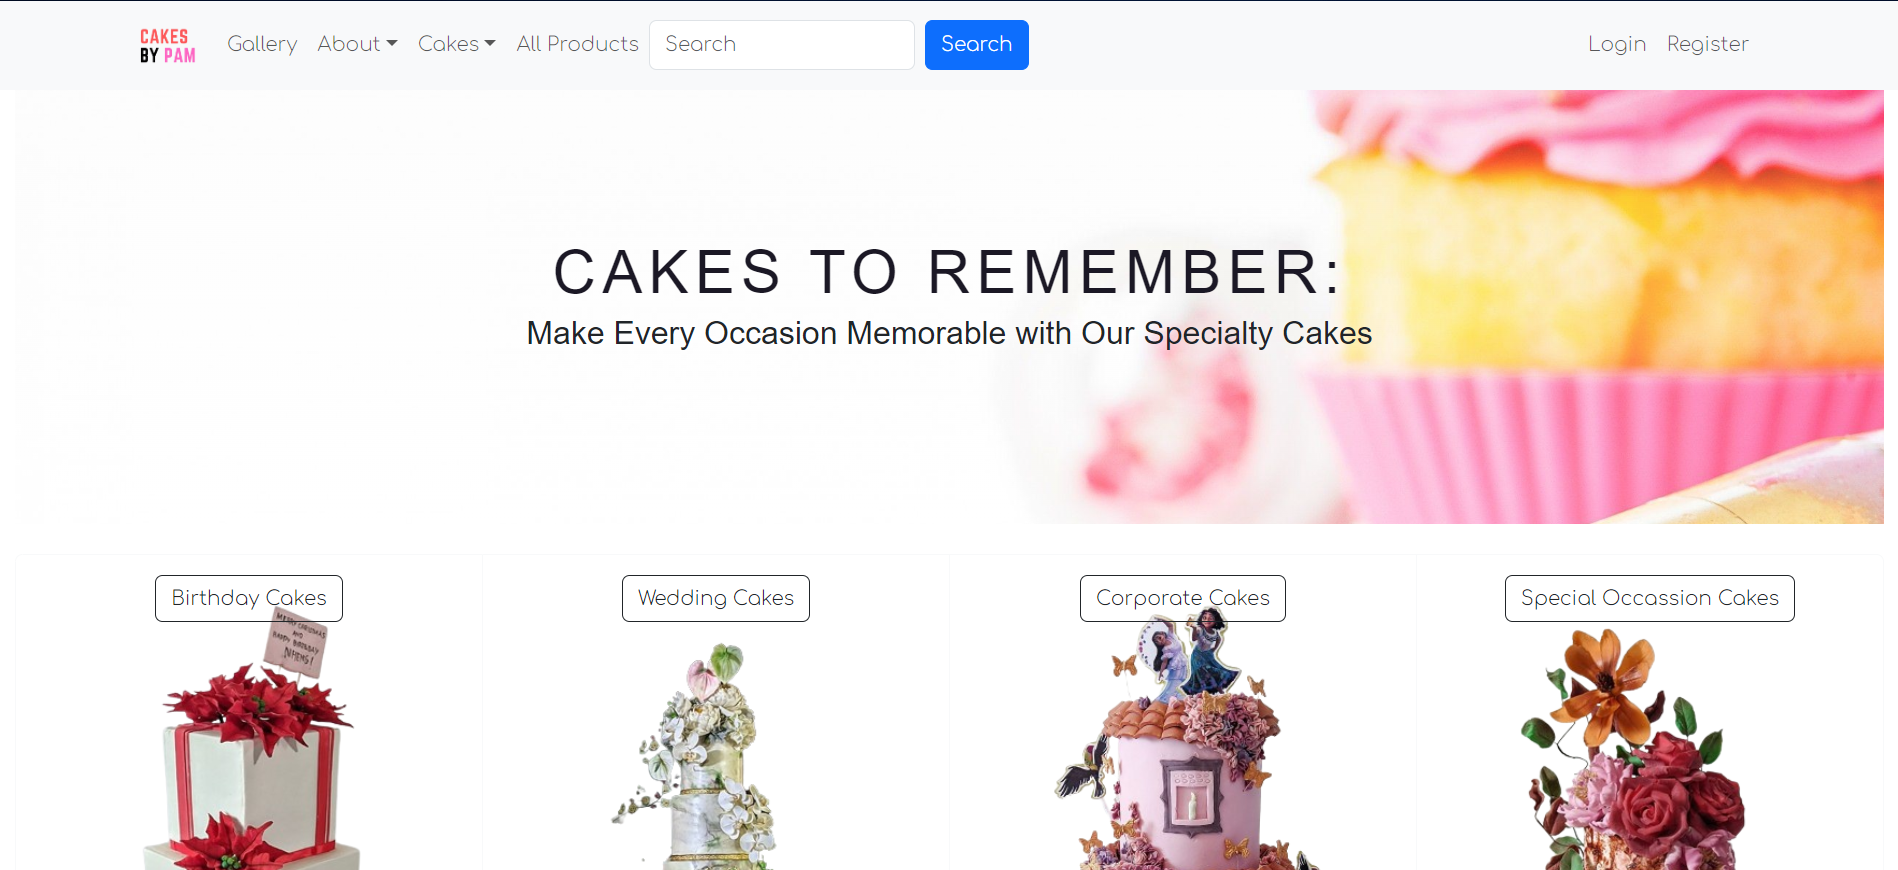 CAKES
BY PAM
Gallery
About
Cakes
All Products
Search
Search
Login
Register
CAKES TO REMEMBER:
Make Every Occasion Memorable with Our Specialty Cakes
Birthday Cakes
Wedding Cakes
Corporate Cakes
Special Occassion Cakes
MERRY CHRISTMAS
AND
HAPPY BIRTHDAY